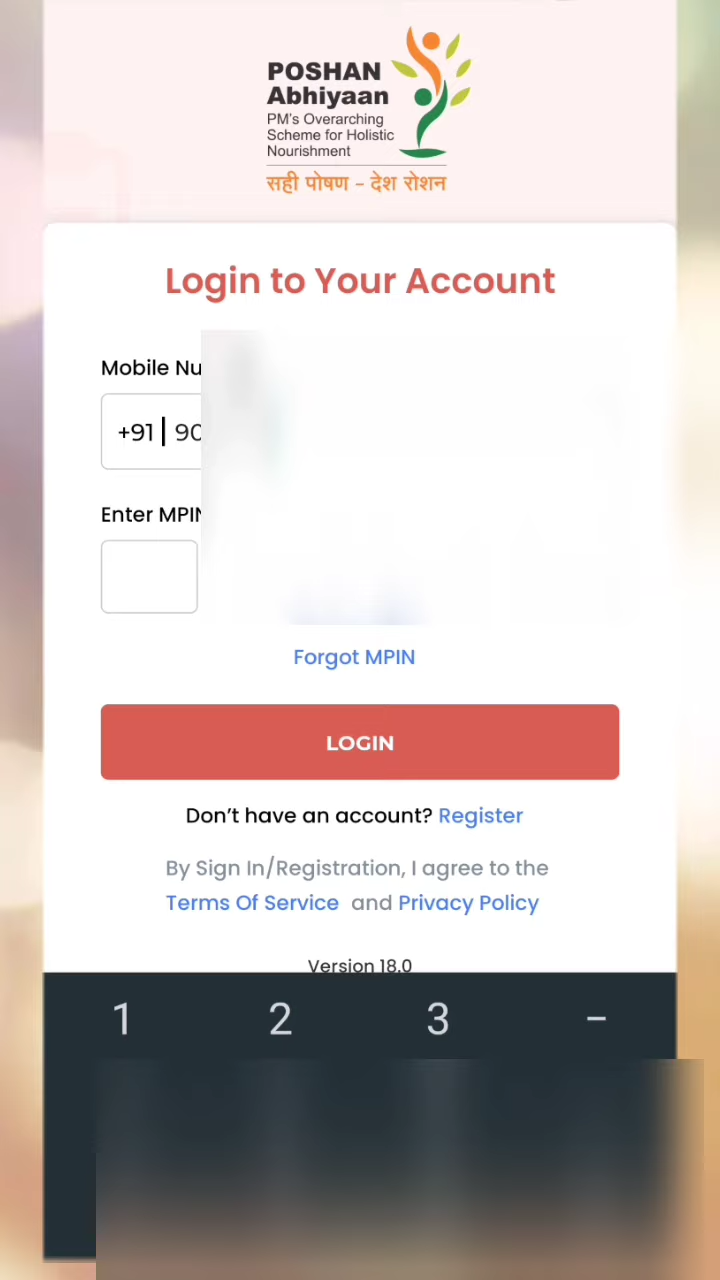 POSHAN
Abhiyaan
PM's Overarching
Scheme for Holistic
Nourishment
सही पोषण - देश रोशन
Login to Your Account
Mobile Nu
+91 90
Enter MPIN
Forgot MPIN
LOGIN
Don't have an account? Register
By Sign In/Registration, I agree to the
Terms Of Service and Privacy Policy
Version 18.0
1 2 3 -